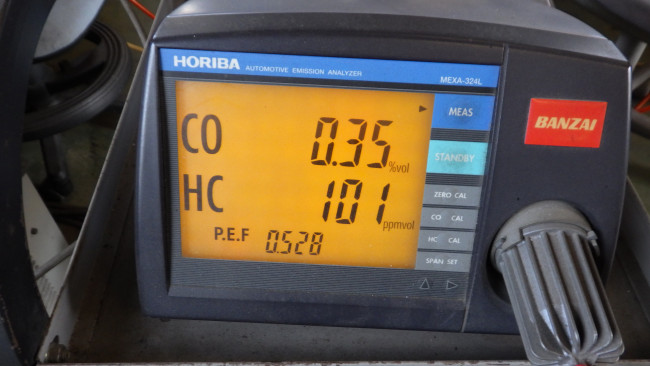 HORIBA AUTOMOTIVE EMISSION ANALYZER
MEXA-324L
CO 0.35 %vol
HC 101 ppmvol
P.E.F 0.528
MEAS
STANDBY
ZERO CAL
CO CAL
HC CAL
SPAN SET
BANZAI